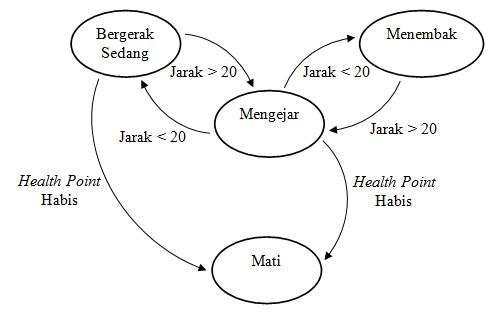 Bergerak
Sedang
Menembak
Jarak > 20
Jarak < 20
Mengejar
Jarak < 20
Jarak > 20
Health Point
Habis
Health Point
Habis
Mati